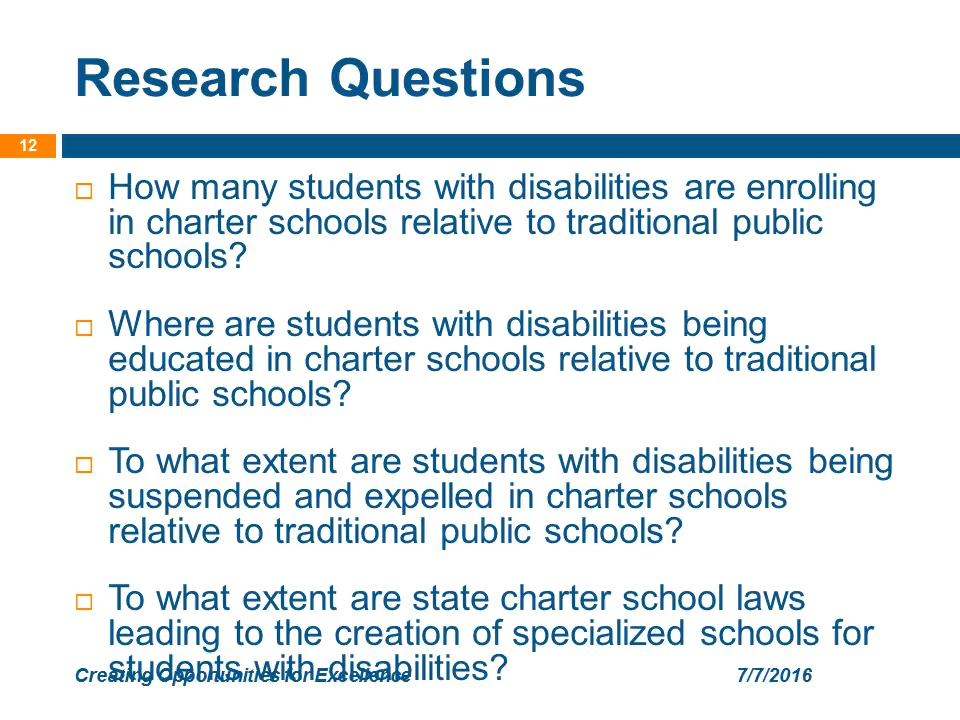 Research Questions
12
How many students with disabilities are enrolling
in charter schools relative to traditional public
schools?
Where are students with disabilities being
educated in charter schools relative to traditional
public schools?
To what extent are students with disabilities being
suspended and expelled in charter schools
relative to traditional public schools?
To what extent are state charter school laws
leading to the creation of specialized schools for
students with disabilities?
Creating Opportunities for Excellence 7/7/2016